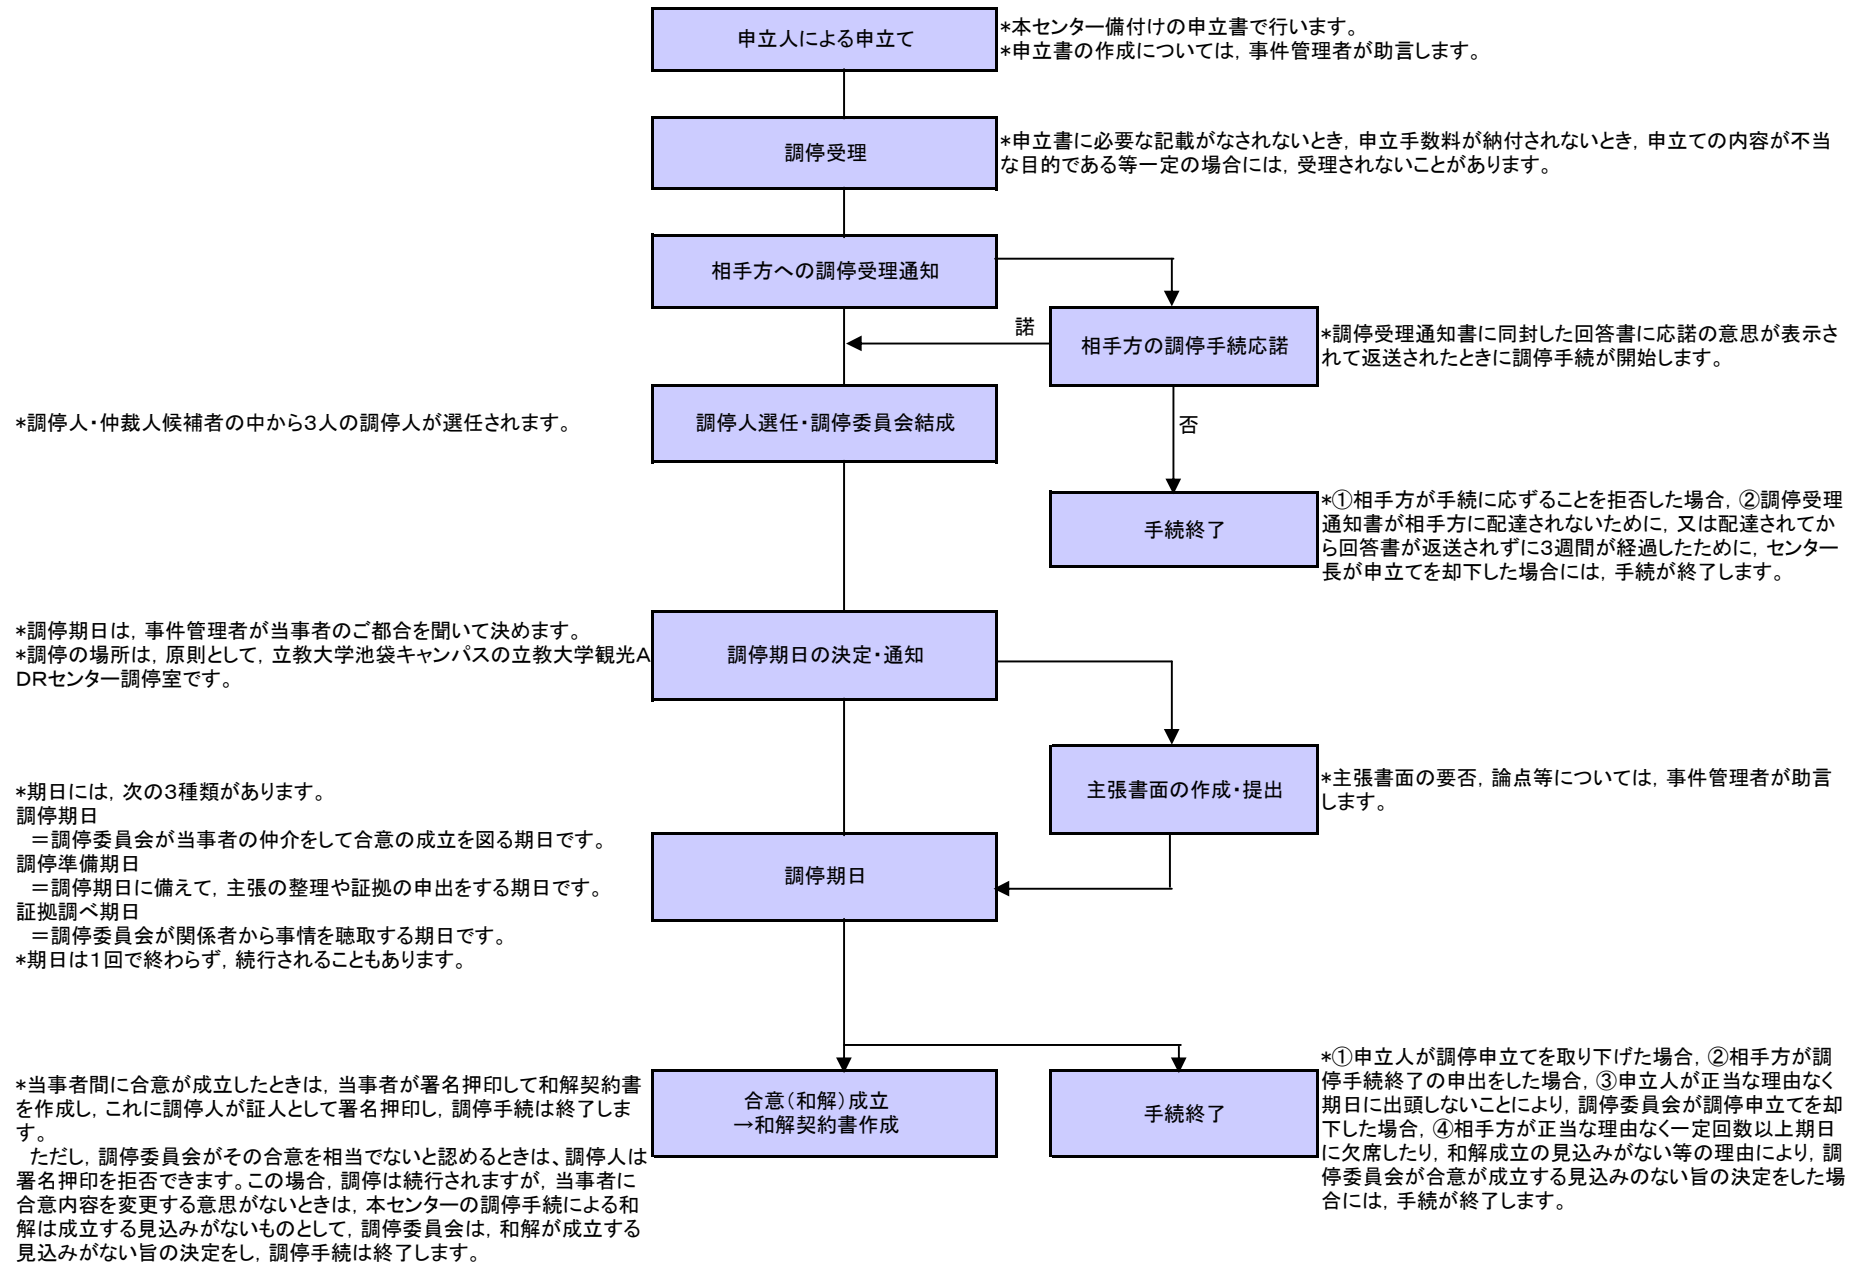 申立人による申立て
*本センター備付けの申立書で行います。
*申立書の作成については，事件管理者が助言します。
調停受理
*申立書に必要な記載がなされないとき，申立手数料が納付されないとき，申立ての内容が不当
な目的である等一定の場合には，受理されないことがあります。
相手方への調停受理通知
諾
相手方の調停手続応諾
*調停受理通知書に同封した回答書に応諾の意思が表示さ
れて返送されたときに調停手続が開始します。
*調停人・仲裁人候補者の中から３人の調停人が選任されます。
調停人選任・調停委員会結成
否
手続終了
*①相手方が手続に応ずることを拒否した場合，②調停受理
通知書が相手方に配達されないために，又は配達されてか
ら回答書が返送されずに３週間が経過したために，センター
長が申立てを却下した場合には，手続が終了します。
*調停期日は，事件管理者が当事者のご都合を聞いて決めます。
*調停の場所は，原則として，立教大学池袋キャンパスの立教大学観光Ａ
ＤＲセンター調停室です。
調停期日の決定・通知
主張書面の作成・提出
*主張書面の要否，論点等については，事件管理者が助言
します。
*期日には，次の３種類があります。
調停期日
＝調停委員会が当事者の仲介をして合意の成立を図る期日です。
調停準備期日
＝調停期日に備えて，主張の整理や証拠の申出をする期日です。
証拠調べ期日
＝調停委員会が関係者から事情を聴取する期日です。
*期日は１回で終わらず，続行されることもあります。
調停期日
*当事者間に合意が成立したときは，当事者が署名押印して和解契約書
を作成し，これに調停人が証人として署名押印し，調停手続は終了しま
す。
ただし，調停委員会がその合意を相当でないと認めるときは、調停人は
署名押印を拒否できます。この場合，調停は続行されますが，当事者に
合意内容を変更する意思がないときは，本センターの調停手続による和
解は成立する見込みがないものとして，調停委員会は，和解が成立する
見込みがない旨の決定をし，調停手続は終了します。
合意（和解）成立
→和解契約書作成
手続終了
*①申立人が調停申立てを取り下げた場合，②相手方が調
停手続終了の申出をした場合，③申立人が正当な理由なく
期日に出頭しないことにより，調停委員会が調停申立てを却
下した場合，④相手方が正当な理由なく一定回数以上期日
に欠席したり，和解成立の見込みがない等の理由により，調
停委員会が合意が成立する見込みのない旨の決定をした場
合には，手続が終了します。